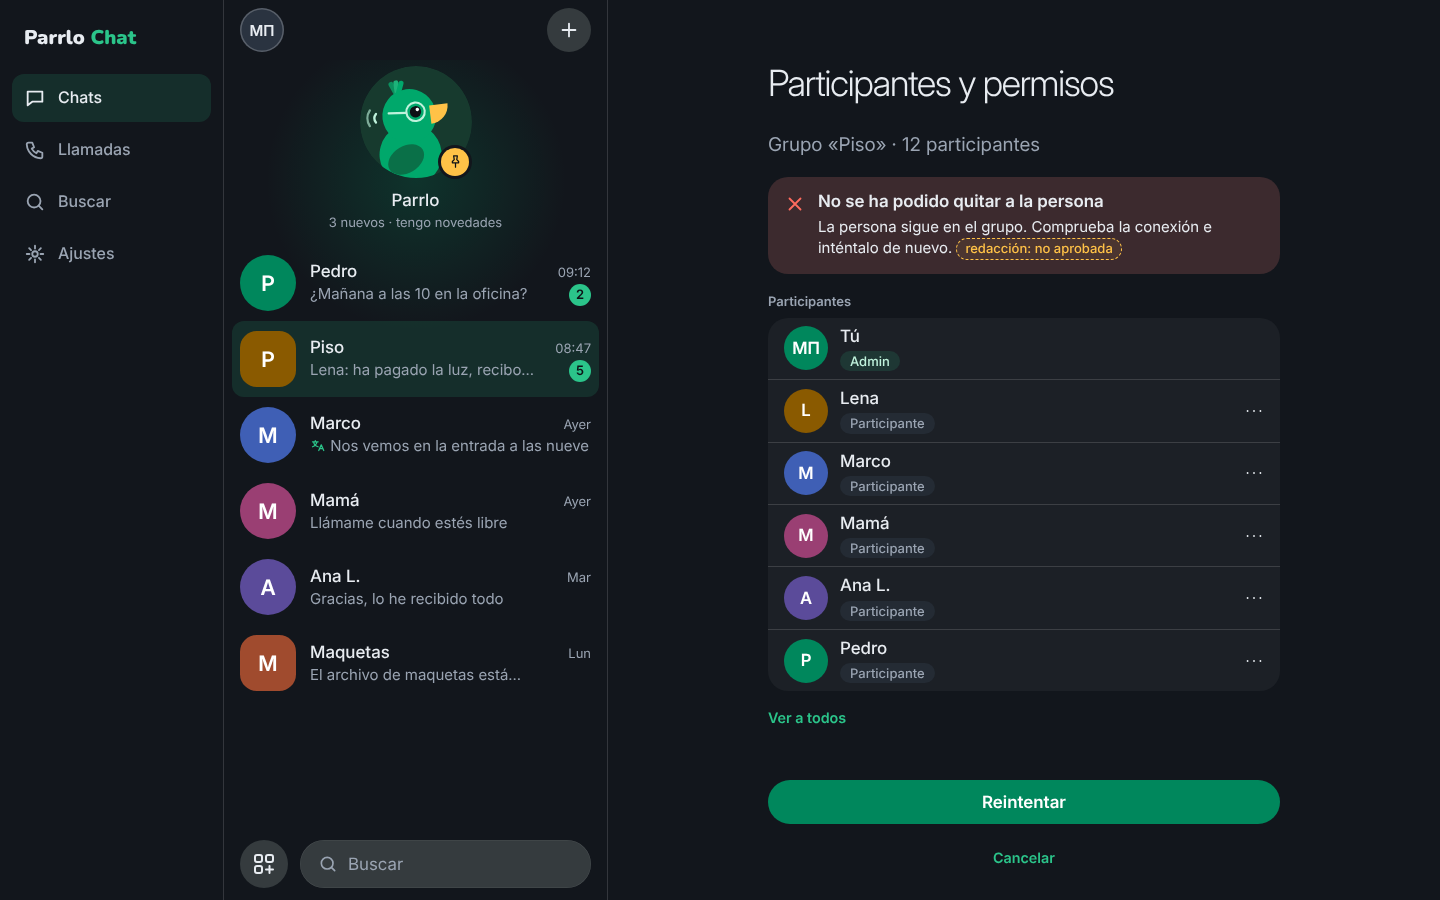 Parrlo Chat
Chats
Llamadas
Buscar
Ajustes
МП
Parrlo
3 nuevos · tengo novedades
P
Pedro
09:12
¿Mañana a las 10 en la oficina?
2
P
Piso
08:47
Lena: ha pagado la luz, recibo...
5
M
Marco
Ayer
Nos vemos en la entrada a las nueve
M
Mamá
Ayer
Llámame cuando estés libre
A
Ana L.
Mar
Gracias, lo he recibido todo
M
Maquetas
Lun
El archivo de maquetas está...
Buscar
Participantes y permisos
Grupo «Piso» · 12 participantes
No se ha podido quitar a la persona
La persona sigue en el grupo. Comprueba la conexión e
inténtalo de nuevo. redacción: no aprobada
Participantes
МП
Tú
Admin
L
Lena
Participante
M
Marco
Participante
M
Mamá
Participante
A
Ana L.
Participante
P
Pedro
Participante
Ver a todos
Reintentar
Cancelar